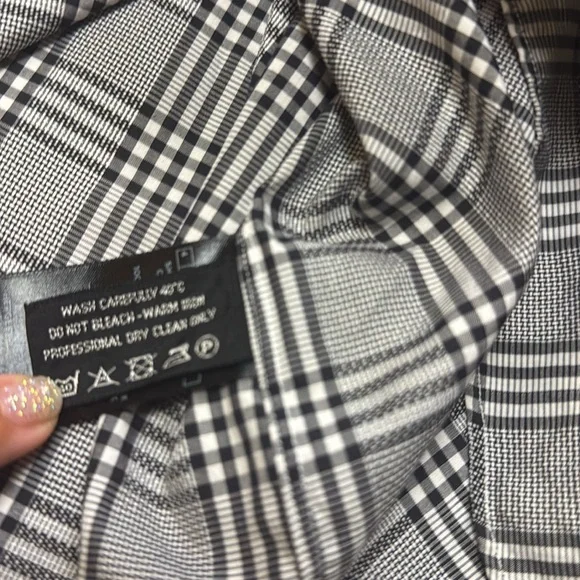 WASH CAREFULLY 40°C
DO NOT BLEACH - WARM IRON
PROFESSIONAL DRY CLEAN ONLY
P